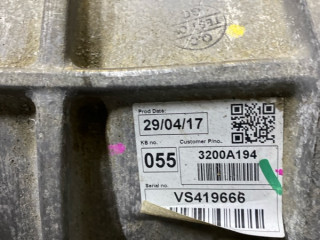 Prod Date:
29/04/17
KB no.
Customer P/no.
055
3200A194
Serial no.
VS419666